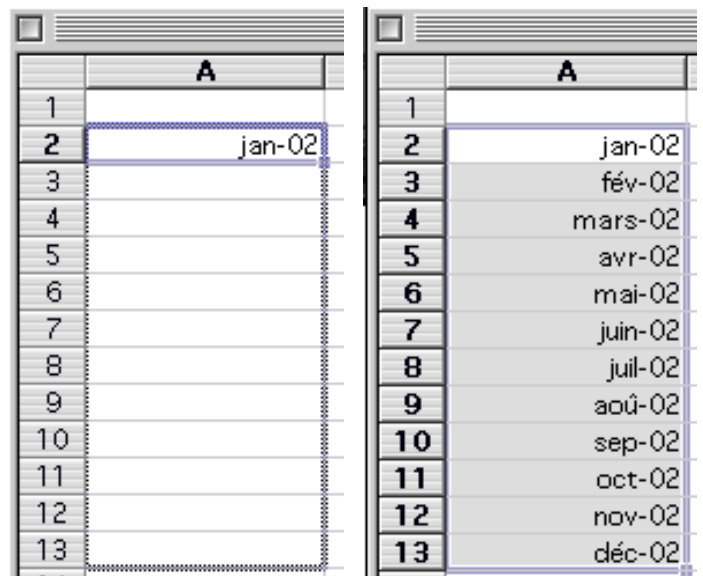 A
1
2 jan-02
3
4
5
6
7
8
9
10
11
12
13
A
1
2 jan-02
3 fév-02
4 mars-02
5 avr-02
6 mai-02
7 juin-02
8 juil-02
9 aoû-02
10 sep-02
11 oct-02
12 nov-02
13 déc-02